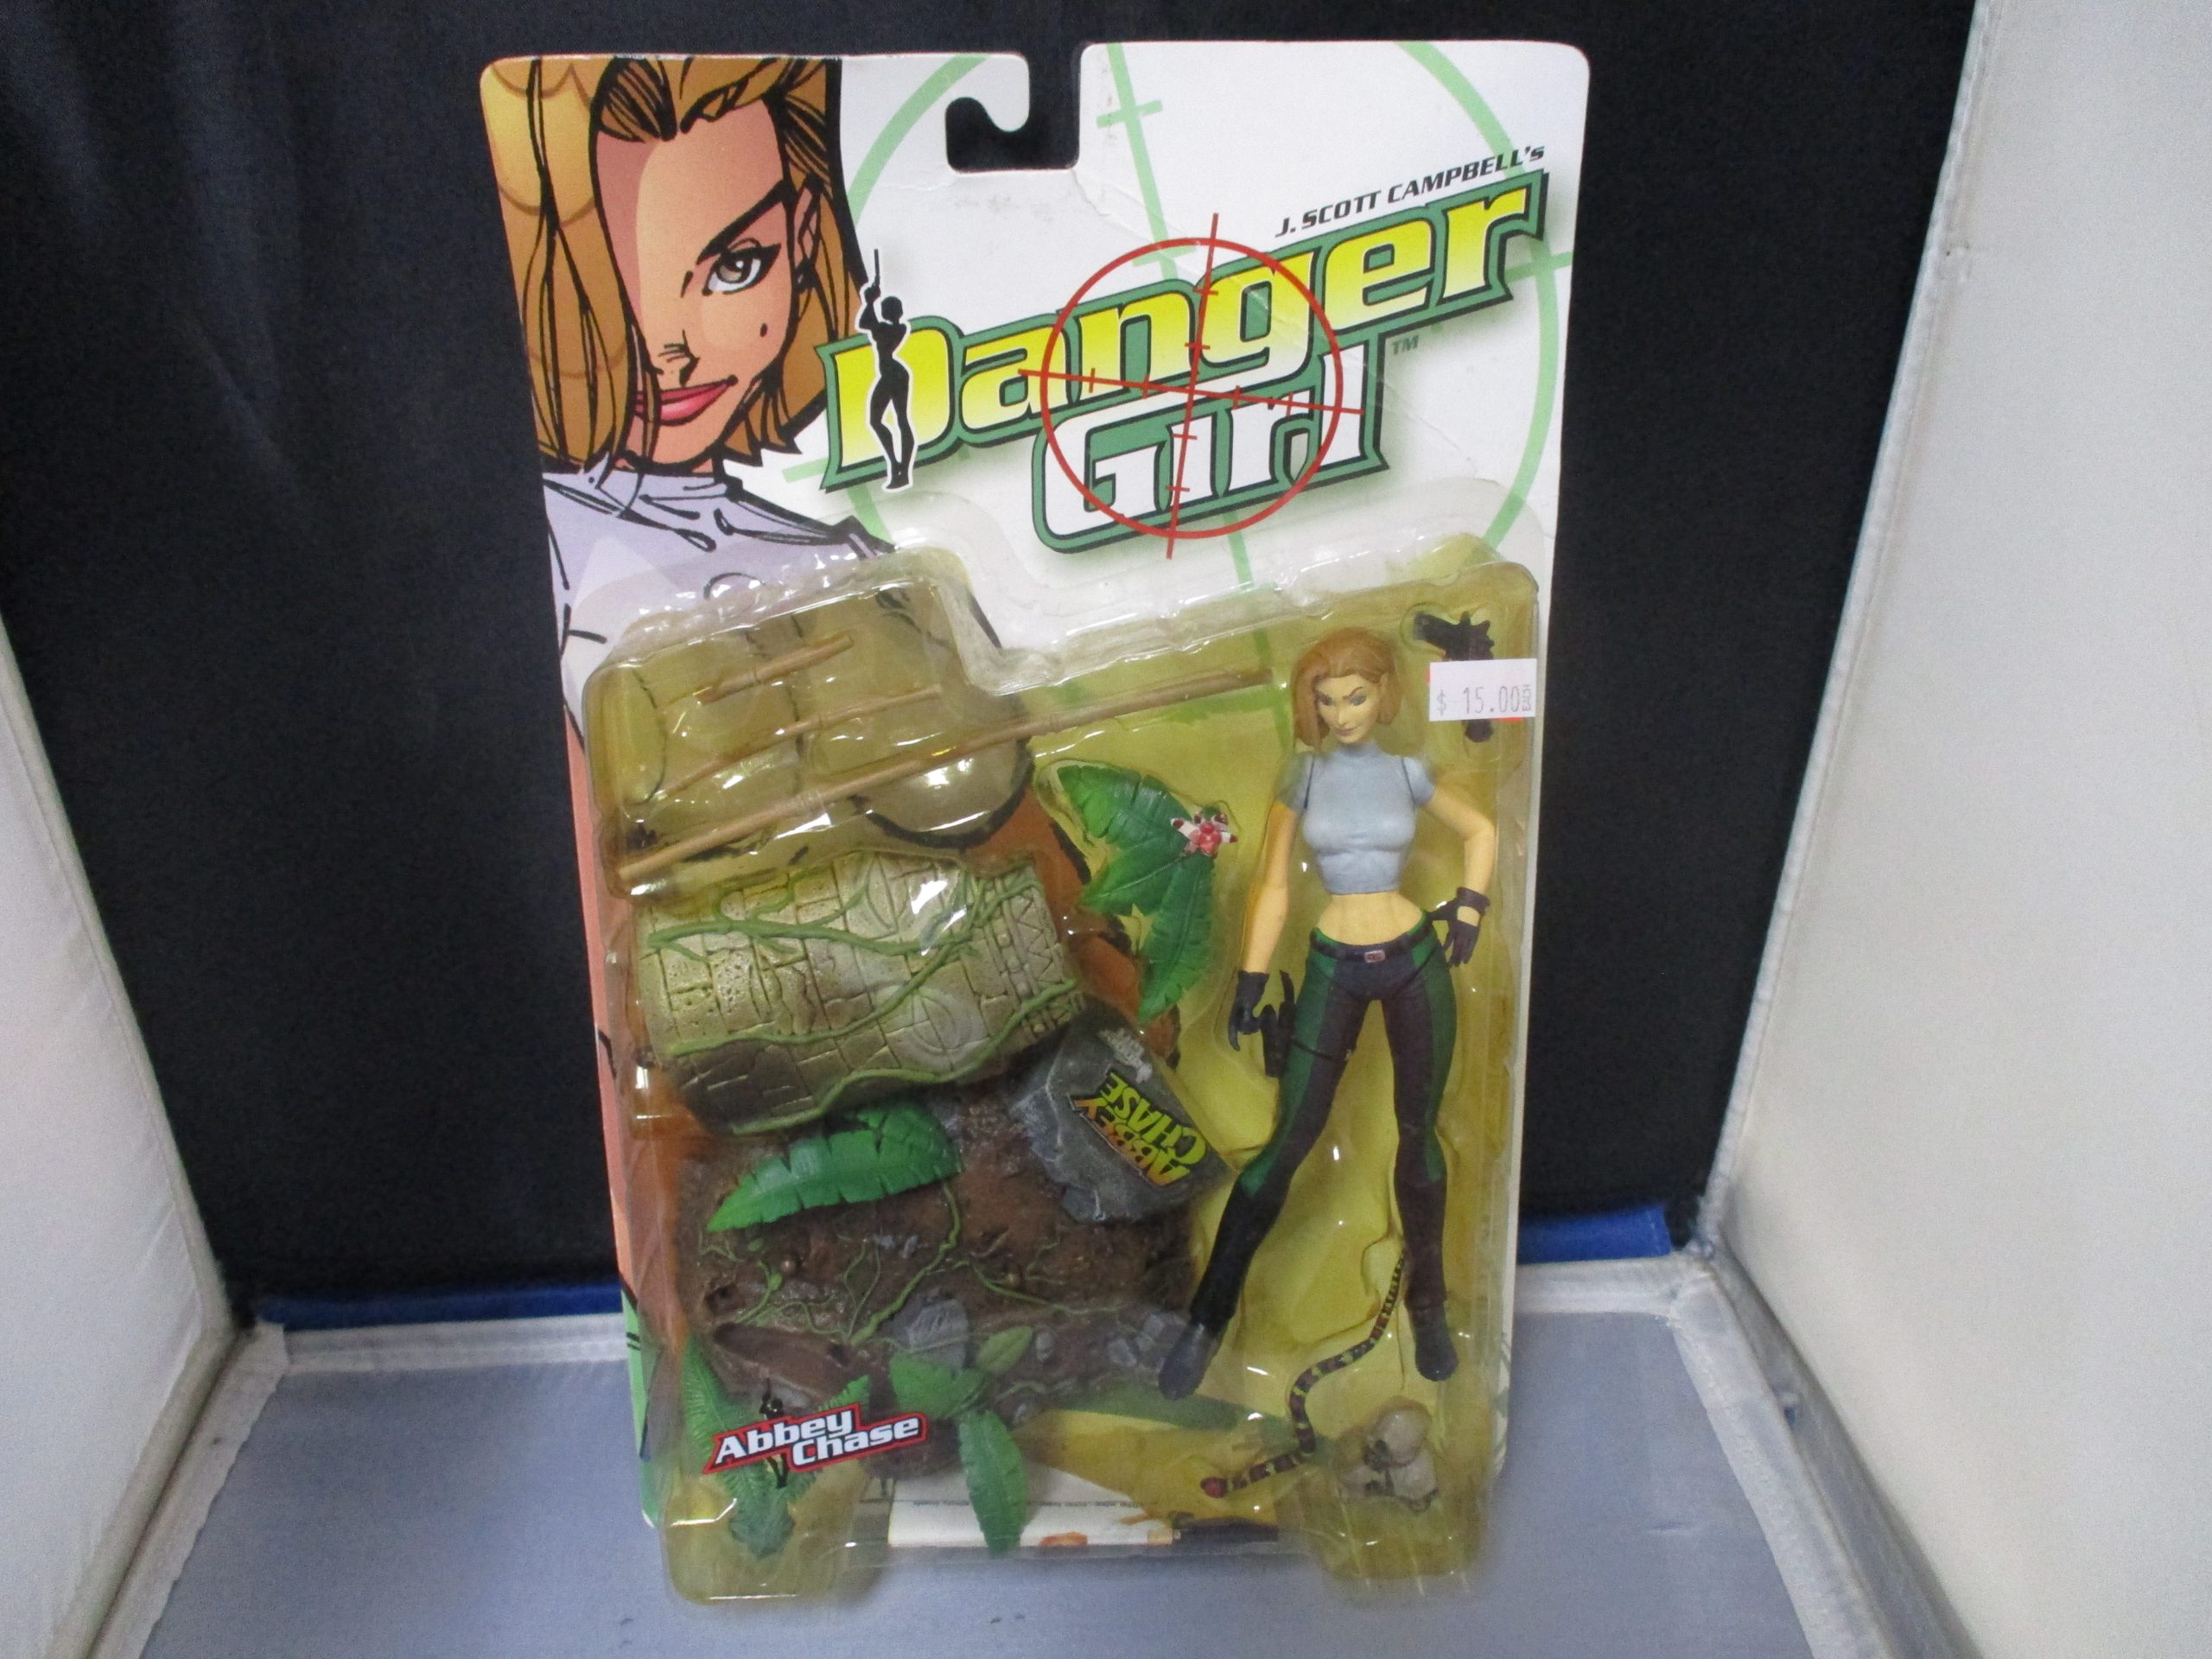 J. SCOTT CAMPBELL's
Danger
Girl
TM
$ 15.00
ABBEY
CHASE
Abbey
Chase